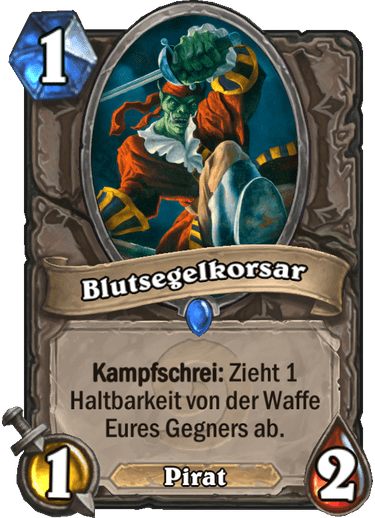 1
Blutsegelkorsar
Kampfschrei: Zieht 1
Haltbarkeit von der Waffe
Eures Gegners ab.
1
Pirat
2